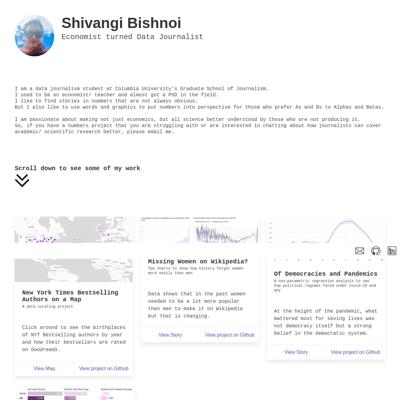 Shivangi Bishnoi
Economist turned Data Journalist
I am a data journalism student at Columbia University's Graduate School of Journalism.
I used to be an economist/ teacher and almost got a PhD in the field.
I like to find stories in numbers that are not always obvious.
But I also like to use words and graphics to put numbers into perspective for those who prefer As and Bs to Alphas and Betas.
I am passionate about making not just economics, but all science better understood by those who are not producing it.
So, if you have a numbers project that you are struggling with or are interested in chatting about how journalists can cover
academic/ scientific research better, please email me.
Scroll down to see some of my work
New York Times Bestselling
Authors on a Map
A data curating project
Click around to see the birthplaces
of NYT Bestselling authors by year
and how their bestsellers are rated
on Goodreads.
View Map
View project on Github
Missing Women on Wikipedia?
Two charts to show how history forgot women
more easily than men
Data shows that in the past women
needed to be a lot more popular
than men to make it on Wikipedia
but that is changing.
View Story
View project on Github
Of Democracies and Pandemics
A non-parametric regression analysis to see
how political regimes fared under Covid-19 and
why
At the height of the pandemic, what
mattered most for saving lives was
not democracy itself but a strong
belief in the democratic system.
View Story
View project on Github